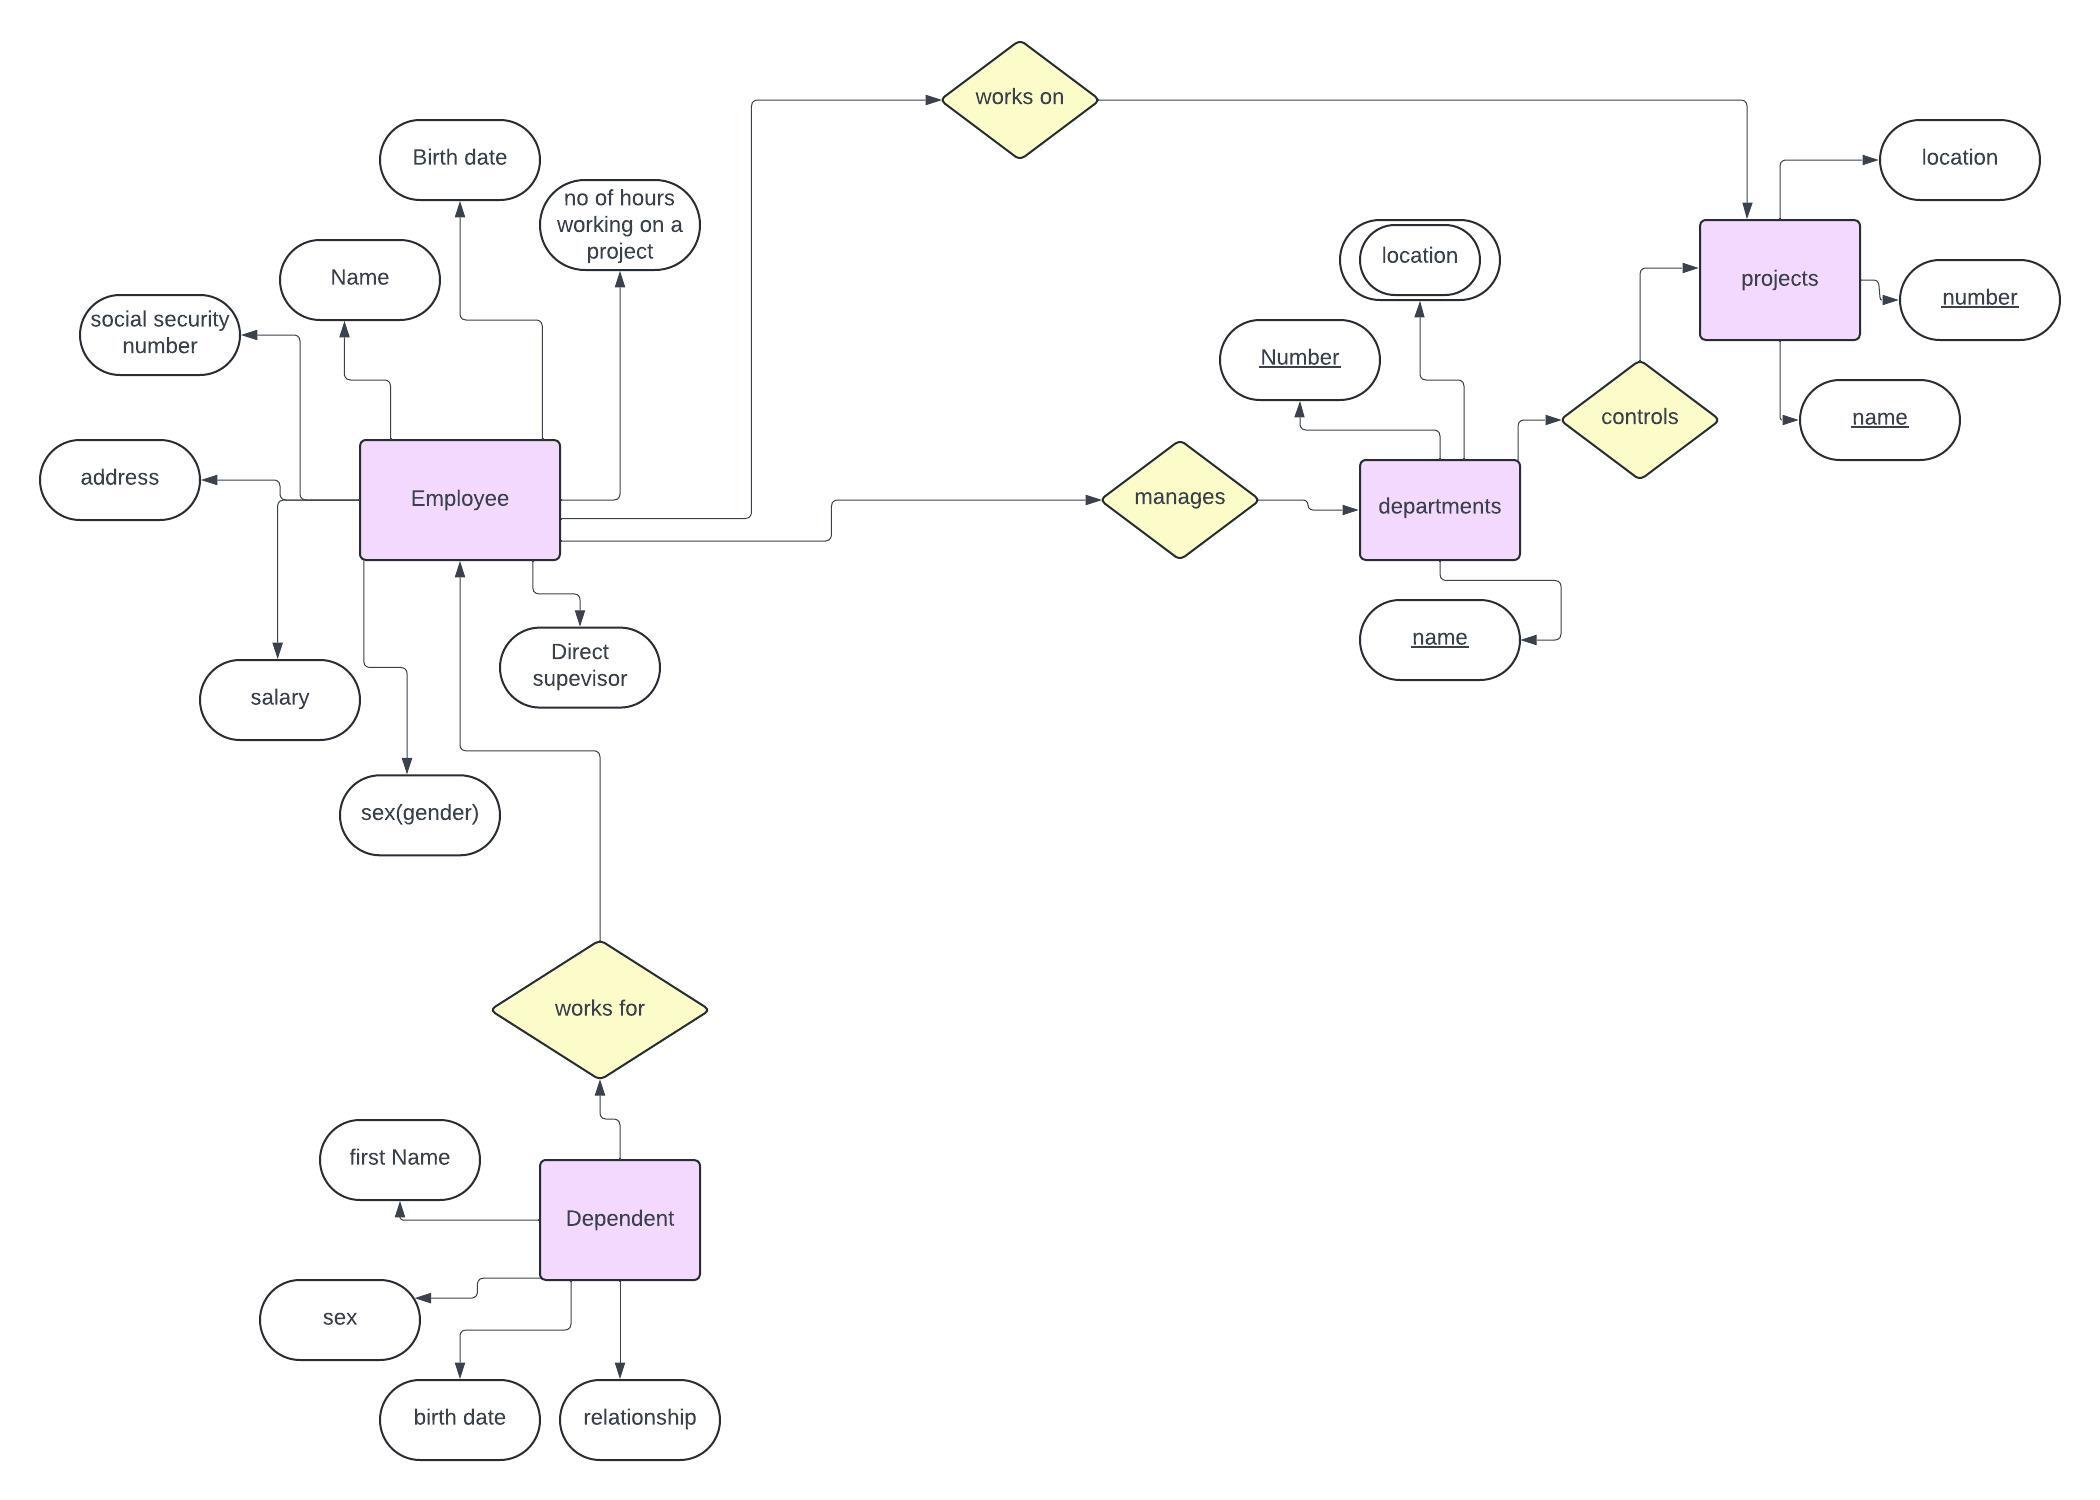 works on
Birth date
location
no of hours
working on a
project
location
Name
projects
number
social security
number
Number
name
controls
address
Employee
manages
departments
name
Direct
supevisor
salary
sex(gender)
works for
first Name
Dependent
sex
birth date
relationship